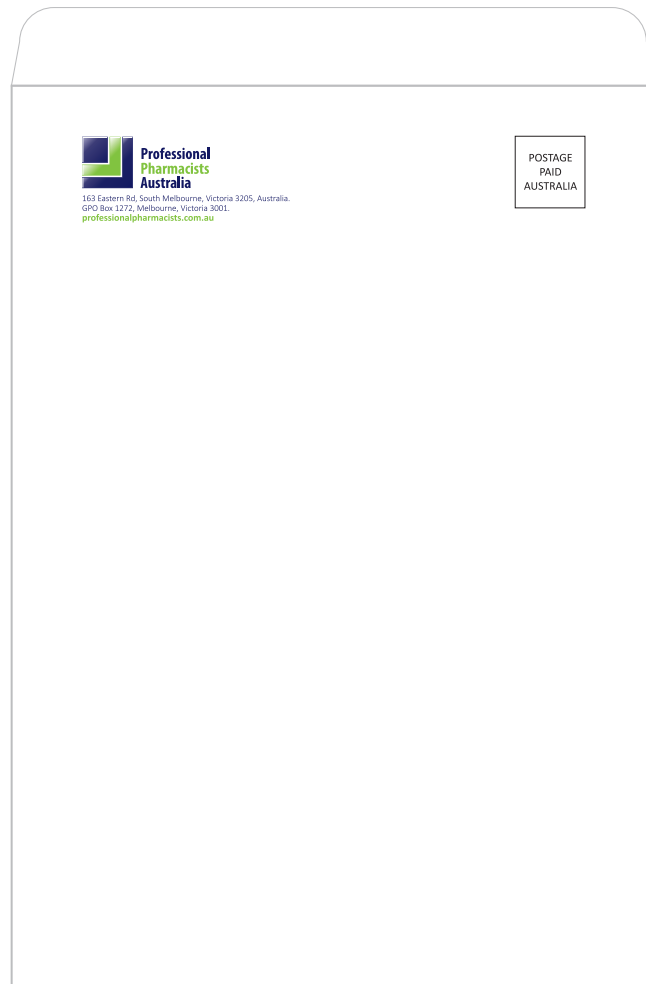 Professional
Pharmacists
Australia
163 Eastern Rd, South Melbourne, Victoria 3205, Australia.
GPO Box 1272, Melbourne, Victoria 3001.
professionalpharmacists.com.au
POSTAGE
PAID
AUSTRALIA